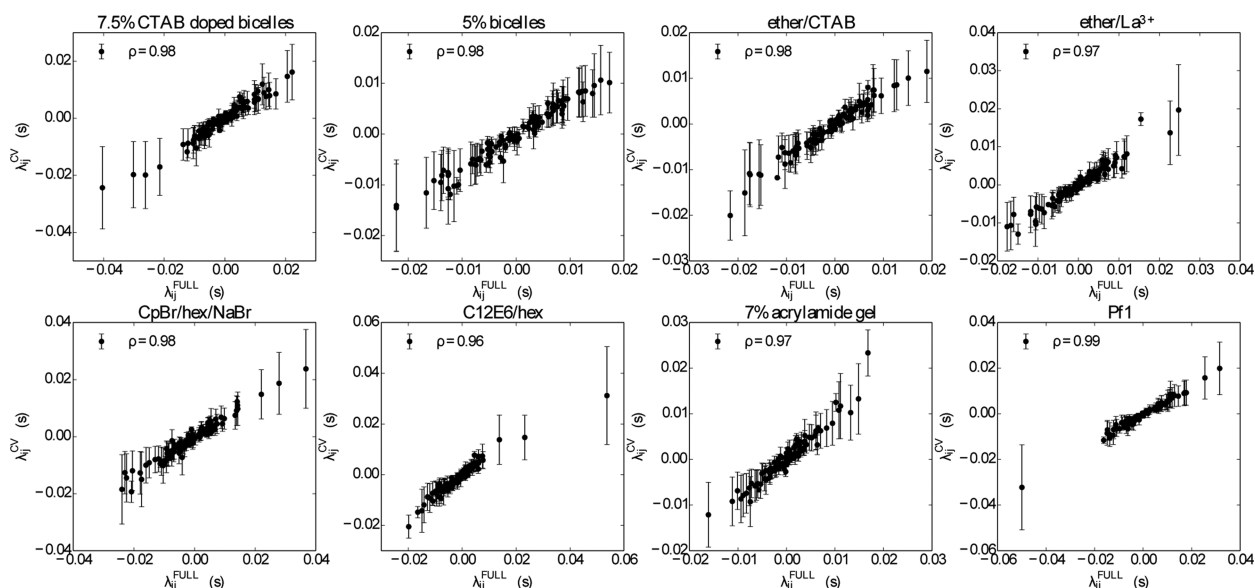 7.5% CTAB doped bicelles
ρ=0.98
0.04
0.02
0.00
−0.02
−0.04
λij^CV (s)
−0.04 −0.02 0.00 0.02 0.04
λij^FULL (s)
5% bicelles
ρ=0.98
0.02
0.01
0.00
−0.01
−0.02
λij^CV (s)
−0.02 −0.01 0.00 0.01 0.02
λij^FULL (s)
ether/CTAB
ρ=0.98
0.02
0.01
0.00
−0.01
−0.02
−0.03
λij^CV (s)
−0.03 −0.02 −0.01 0.00 0.01 0.02
λij^FULL (s)
ether/La³⁺
ρ=0.97
0.04
0.03
0.02
0.01
0.00
−0.01
−0.02
λij^CV (s)
−0.02 −0.01 0.00 0.01 0.02 0.03 0.04
λij^FULL (s)
CpBr/hex/NaBr
ρ=0.98
0.04
0.02
0.00
−0.02
−0.04
λij^CV (s)
−0.04 −0.02 0.00 0.02 0.04
λij^FULL (s)
C12E6/hex
ρ=0.96
0.06
0.04
0.02
0.00
−0.02
λij^CV (s)
−0.04 −0.02 0.00 0.02 0.04 0.06
λij^FULL (s)
7% acrylamide gel
ρ=0.97
0.03
0.02
0.01
0.00
−0.01
−0.02
λij^CV (s)
−0.02 −0.01 0.00 0.01 0.02 0.03
λij^FULL (s)
Pf1
ρ=0.99
0.04
0.02
0.00
−0.02
−0.04
−0.06
λij^CV (s)
−0.06 −0.04 −0.02 0.00 0.02 0.04
λij^FULL (s)